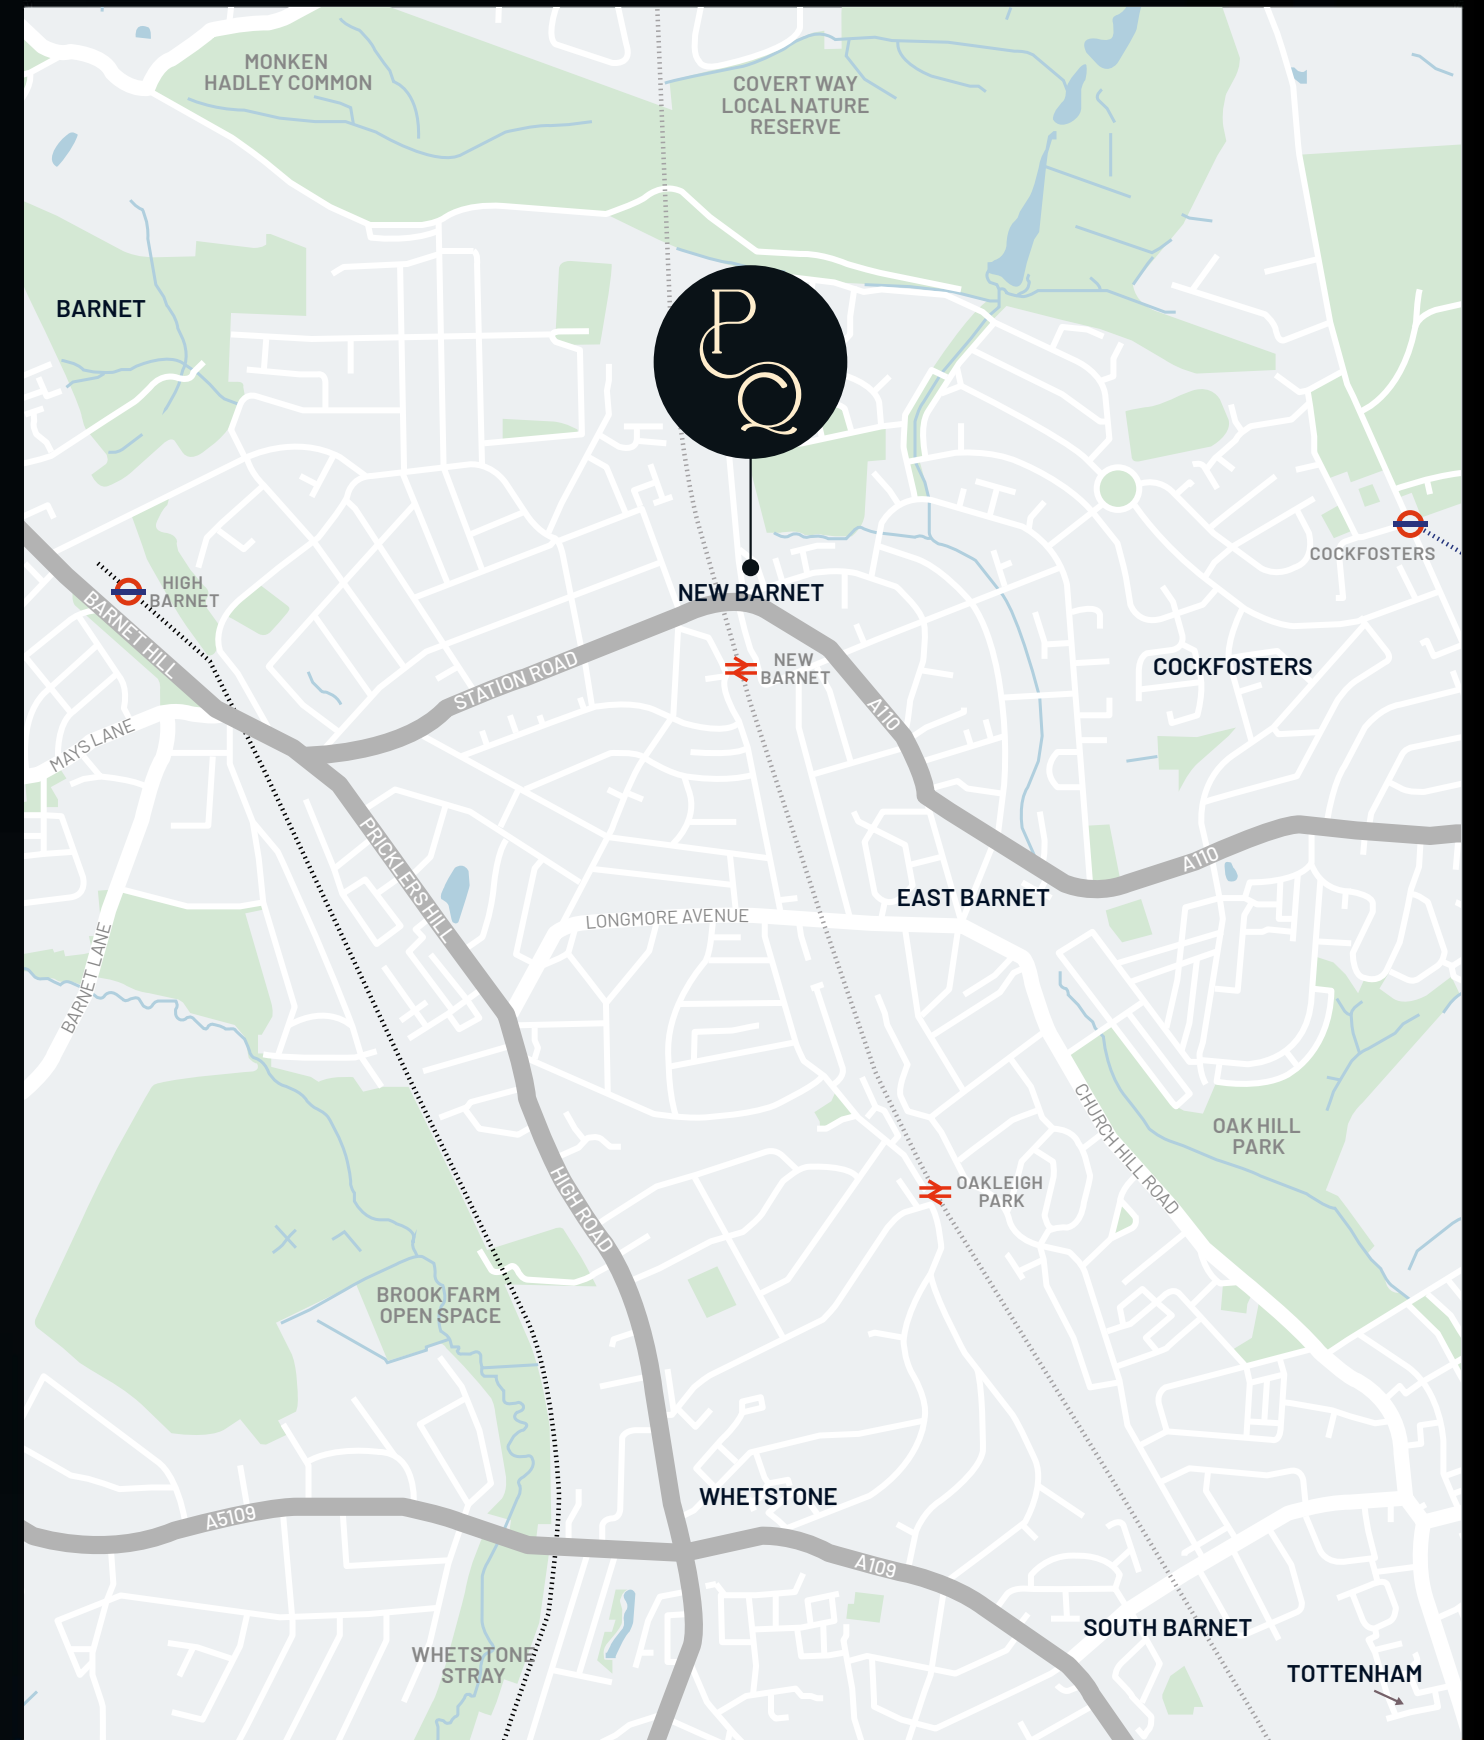 MONKEN
HADLEY COMMON
COVERT WAY
LOCAL NATURE
RESERVE
BARNET
PQ
COCKFOSTERS
HIGH
BARNET
BARNET HILL
NEW BARNET
STATION ROAD
NEW
BARNET
COCKFOSTERS
MAYS LANE
A110
PRICKLERS HILL
A110
EAST BARNET
LONGMORE AVENUE
BARNET LANE
CHURCH HILL ROAD
OAK HILL
PARK
HIGH ROAD
OAKLEIGH
PARK
BROOK FARM
OPEN SPACE
WHETSTONE
A5109
A109
SOUTH BARNET
WHETSTONE
STRAY
TOTTENHAM